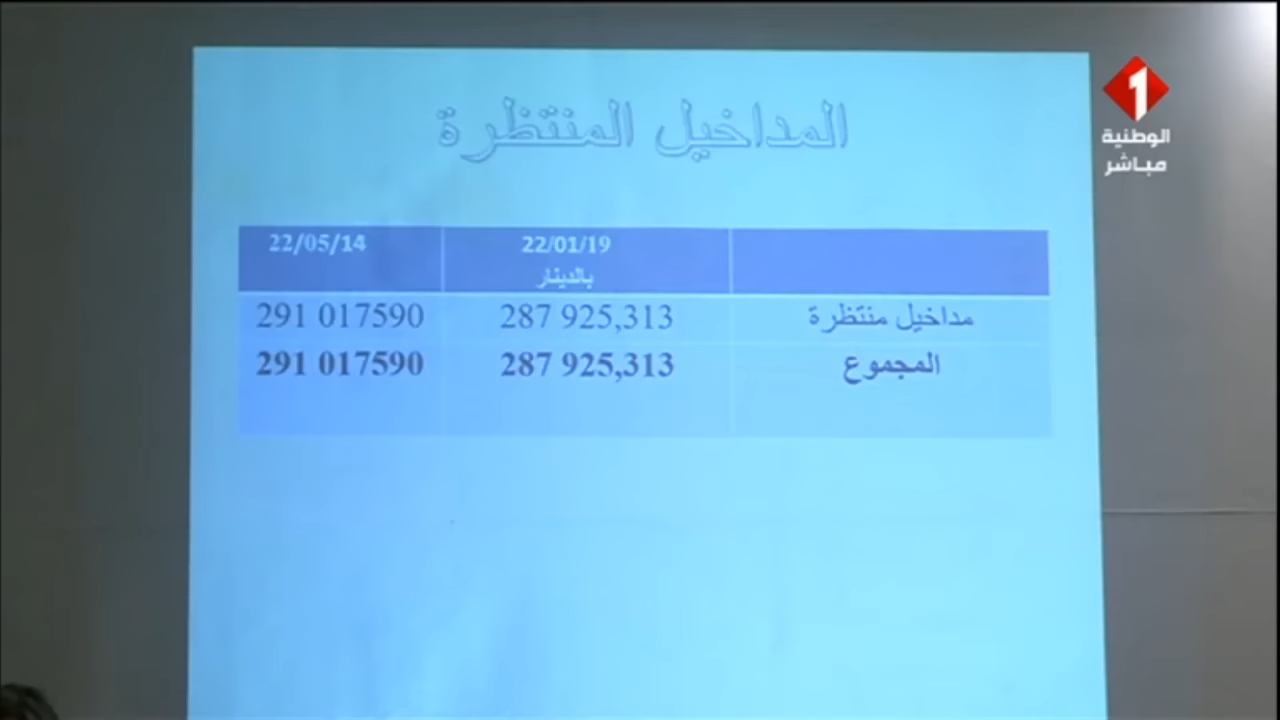 المداخيل المنتظرة
22/01/19 22/05/14
بالدينار
مداخيل منتظرة 287 925,313 291 017590
المجموع 287 925,313 291 017590
1
الوطنية
مباشر